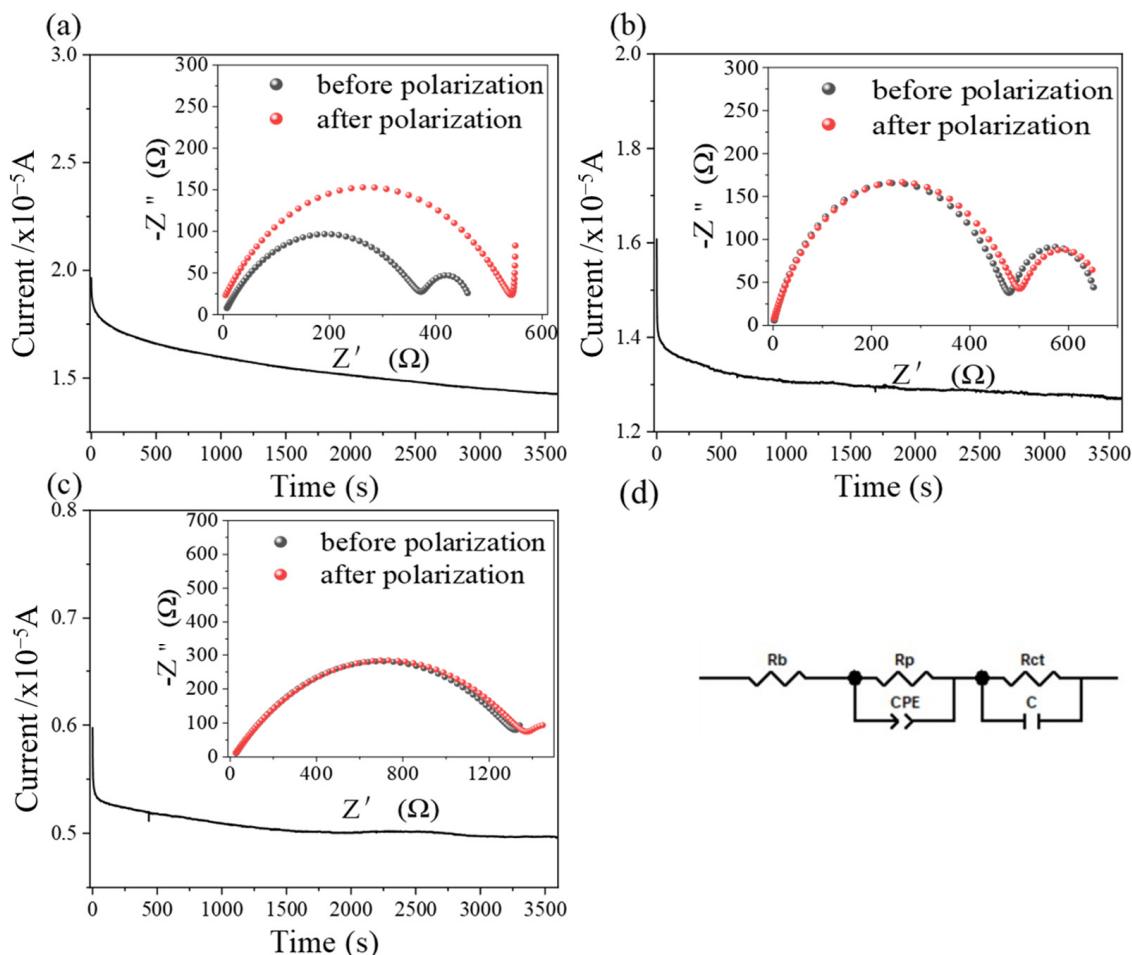 (a)
3.0
2.5
2.0
1.5
Current /x10⁻⁵A
0 500 1000 1500 2000 2500 3000 3500
Time (s)
300
250
200
150
100
50
0
-Z" (Ω)
before polarization
after polarization
0 200 400 600
Z' (Ω)
(b)
2.0
1.8
1.6
1.4
1.2
Current /x10⁻⁵A
0 500 1000 1500 2000 2500 3000 3500
Time (s)
300
250
200
150
100
50
0
-Z" (Ω)
before polarization
after polarization
0 200 400 600
Z' (Ω)
(c)
0.8
0.7
0.6
0.5
Current /x10⁻⁵A
0 500 1000 1500 2000 2500 3000 3500
Time (s)
700
600
500
400
300
200
100
0
-Z" (Ω)
before polarization
after polarization
0 400 800 1200
Z' (Ω)
(d)
Rb Rp Rct
CPE C